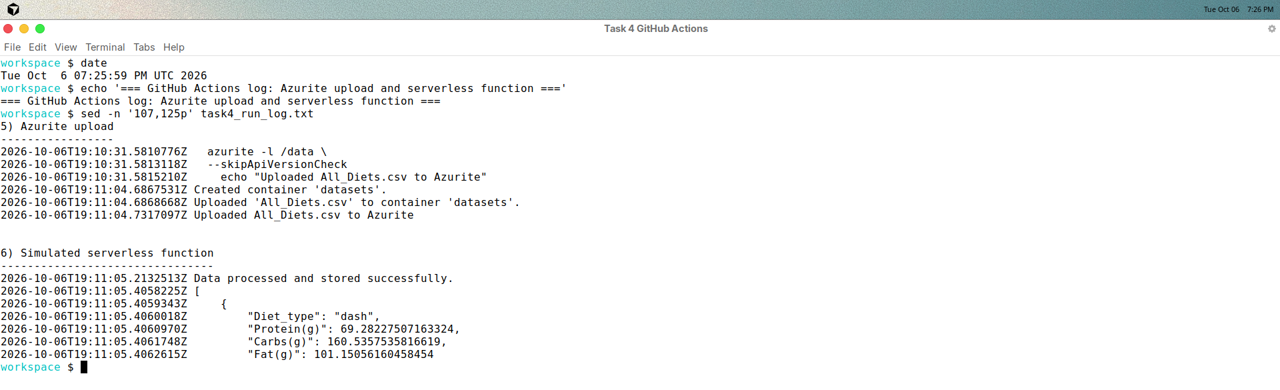 Tue Oct 06 7:26 PM
Task 4 GitHub Actions
File Edit View Terminal Tabs Help
workspace $ date
Tue Oct  6 07:25:59 PM UTC 2026
workspace $ echo '=== GitHub Actions log: Azurite upload and serverless function ==='
=== GitHub Actions log: Azurite upload and serverless function ===
workspace $ sed -n '107,125p' task4_run_log.txt
5) Azurite upload
-----------------
2026-10-06T19:10:31.5810776Z   azurite -l /data \
2026-10-06T19:10:31.5813118Z   --skipApiVersionCheck
2026-10-06T19:10:31.5815210Z     echo "Uploaded All_Diets.csv to Azurite"
2026-10-06T19:11:04.6867531Z Created container 'datasets'.
2026-10-06T19:11:04.6868668Z Uploaded 'All_Diets.csv' to container 'datasets'.
2026-10-06T19:11:04.7317097Z Uploaded All_Diets.csv to Azurite
6) Simulated serverless function
--------------------------------
2026-10-06T19:11:05.2132513Z Data processed and stored successfully.
2026-10-06T19:11:05.4058225Z [
2026-10-06T19:11:05.4059343Z     {
2026-10-06T19:11:05.4060018Z         "Diet_type": "dash",
2026-10-06T19:11:05.4060970Z         "Protein(g)": 69.28227507163324,
2026-10-06T19:11:05.4061748Z         "Carbs(g)": 160.5357535816619,
2026-10-06T19:11:05.4062615Z         "Fat(g)": 101.15056160458454
workspace $